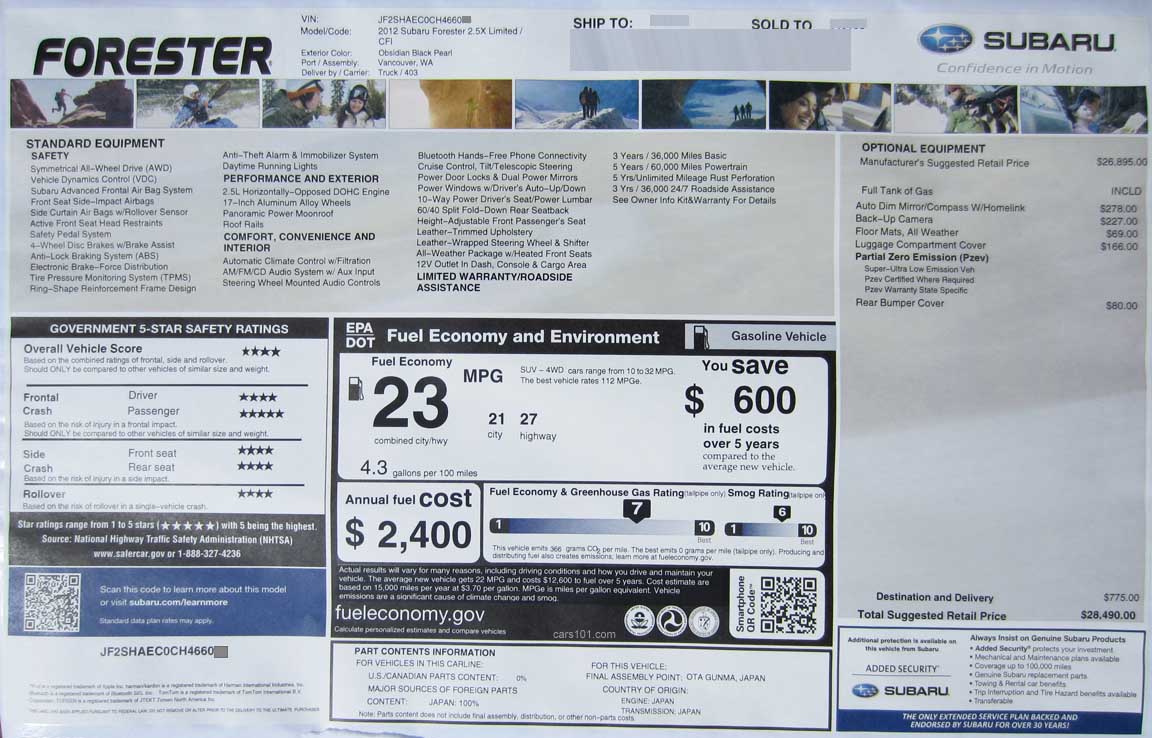 FORESTER
VIN: JF2SHAEC0CH4660
Model/Code: 2012 Subaru Forester 2.5X Limited /
CFI
Exterior Color: Obsidian Black Pearl
Port / Assembly: Vancouver, WA
Deliver by / Carrier: Truck / 403
SHIP TO:
SOLD TO
SUBARU.
Confidence in Motion
STANDARD EQUIPMENT
SAFETY
Symmetrical All-Wheel Drive (AWD)
Vehicle Dynamics Control (VDC)
Subaru Advanced Frontal Air Bag System
Front Seat Side-Impact Airbags
Side Curtain Air Bags w/Rollover Sensor
Active Front Seat Head Restraints
Safety Pedal System
4-Wheel Disc Brakes w/Brake Assist
Anti-Lock Braking System (ABS)
Electronic Brake-Force Distribution
Tire Pressure Monitoring System (TPMS)
Ring-Shape Reinforcement Frame Design
Anti-Theft Alarm & Immobilizer System
Daytime Running Lights
PERFORMANCE AND EXTERIOR
2.5L Horizontally-Opposed DOHC Engine
17-Inch Aluminum Alloy Wheels
Panoramic Power Moonroof
Roof Rails
COMFORT, CONVENIENCE AND
INTERIOR
Automatic Climate Control w/Filtration
AM/FM/CD Audio System w/ Aux Input
Steering Wheel Mounted Audio Controls
Bluetooth Hands-Free Phone Connectivity
Cruise Control, Tilt/Telescopic Steering
Power Door Locks & Dual Power Mirrors
Power Windows w/Driver's Auto-Up/Down
10-Way Power Driver's Seat/Power Lumbar
60/40 Split Fold-Down Rear Seatback
Height-Adjustable Front Passenger's Seat
Leather-Trimmed Upholstery
Leather-Wrapped Steering Wheel & Shifter
All-Weather Package w/Heated Front Seats
12V Outlet In Dash, Console & Cargo Area
LIMITED WARRANTY/ROADSIDE
ASSISTANCE
3 Years / 36,000 Miles Basic
5 Years / 60,000 Miles Powertrain
5 Yrs/Unlimited Mileage Rust Perforation
3 Yrs / 36,000 24/7 Roadside Assistance
See Owner Info Kit&Warranty For Details
OPTIONAL EQUIPMENT
Manufacturer's Suggested Retail Price $26,895.00
Full Tank of Gas INCLD
Auto Dim Mirror/Compass W/Homelink $278.00
Back-Up Camera $227.00
Floor Mats, All Weather $69.00
Luggage Compartment Cover $166.00
Partial Zero Emission (Pzev)
Super-Ultra Low Emission Veh
Pzev Certified Where Required
Pzev Warranty State Specific
Rear Bumper Cover $80.00
Destination and Delivery $775.00
Total Suggested Retail Price $28,490.00
GOVERNMENT 5-STAR SAFETY RATINGS
Overall Vehicle Score ★★★★
Based on the combined ratings of frontal, side and rollover.
Should ONLY be compared to other vehicles of similar size and weight.
Frontal Driver ★★★★
Crash Passenger ★★★★★
Based on the risk of injury in a frontal impact.
Should ONLY be compared to other vehicles of similar size and weight.
Side Front seat ★★★★
Crash Rear seat ★★★★
Based on the risk of injury in a side impact.
Rollover ★★★★
Based on the risk of rollover in a single-vehicle crash.
Star ratings range from 1 to 5 stars (★★★★★) with 5 being the highest.
Source: National Highway Traffic Safety Administration (NHTSA)
www.safercar.gov or 1-888-327-4236
Scan this code to learn more about this model
or visit subaru.com/learnmore
Standard data plan rates may apply.
JF2SHAEC0CH4660
EPA
DOT
Fuel Economy and Environment
Gasoline Vehicle
Fuel Economy
23 MPG
combined city/hwy
21 27
city highway
4.3 gallons per 100 miles
SUV - 4WD cars range from 10 to 32 MPG.
The best vehicle rates 112 MPGe.
You save
$ 600
in fuel costs
over 5 years
compared to the
average new vehicle.
Annual fuel cost
$ 2,400
Fuel Economy & Greenhouse Gas Rating (tailpipe only) Smog Rating (tailpipe only
7 6
1 10 1 10
Best Best
This vehicle emits 366 grams CO2 per mile. The best emits 0 grams per mile (tailpipe only). Producing and
distributing fuel also creates emissions; learn more at fueleconomy.gov.
Actual results will vary for many reasons, including driving conditions and how you drive and maintain your
vehicle. The average new vehicle gets 22 MPG and costs $12,600 to fuel over 5 years. Cost estimate are
based on 15,000 miles per year at $3.70 per gallon. MPGe is miles per gallon equivalent. Vehicle
emissions are a significant cause of climate change and smog.
fueleconomy.gov
Calculate personalized estimates and compare vehicles
cars101.com
Smartphone
QR Code™
PARTS CONTENTS INFORMATION
FOR VEHICLES IN THIS CARLINE:
U.S./CANADIAN PARTS CONTENT: 0%
MAJOR SOURCES OF FOREIGN PARTS
CONTENT: JAPAN: 100%
Note: Parts content does not include final assembly, distribution, or other non-parts costs.
FOR THIS VEHICLE:
FINAL ASSEMBLY POINT: OTA GUNMA, JAPAN
COUNTRY OF ORIGIN:
ENGINE: JAPAN
TRANSMISSION: JAPAN
Additional protection is available on
this vehicle from Subaru
ADDED SECURITY®
SUBARU.
Always Insist on Genuine Subaru Products
• Added Security® protects your investment
• Mechanical and Maintenance plans available
• Coverage up to 100,000 miles
• Genuine Subaru replacement parts
• Towing & Rental car benefits
• Trip Interruption and Tire Hazard benefits available
• Transferable
THE ONLY EXTENDED SERVICE PLAN BACKED AND
ENDORSED BY SUBARU FOR OVER 30 YEARS!